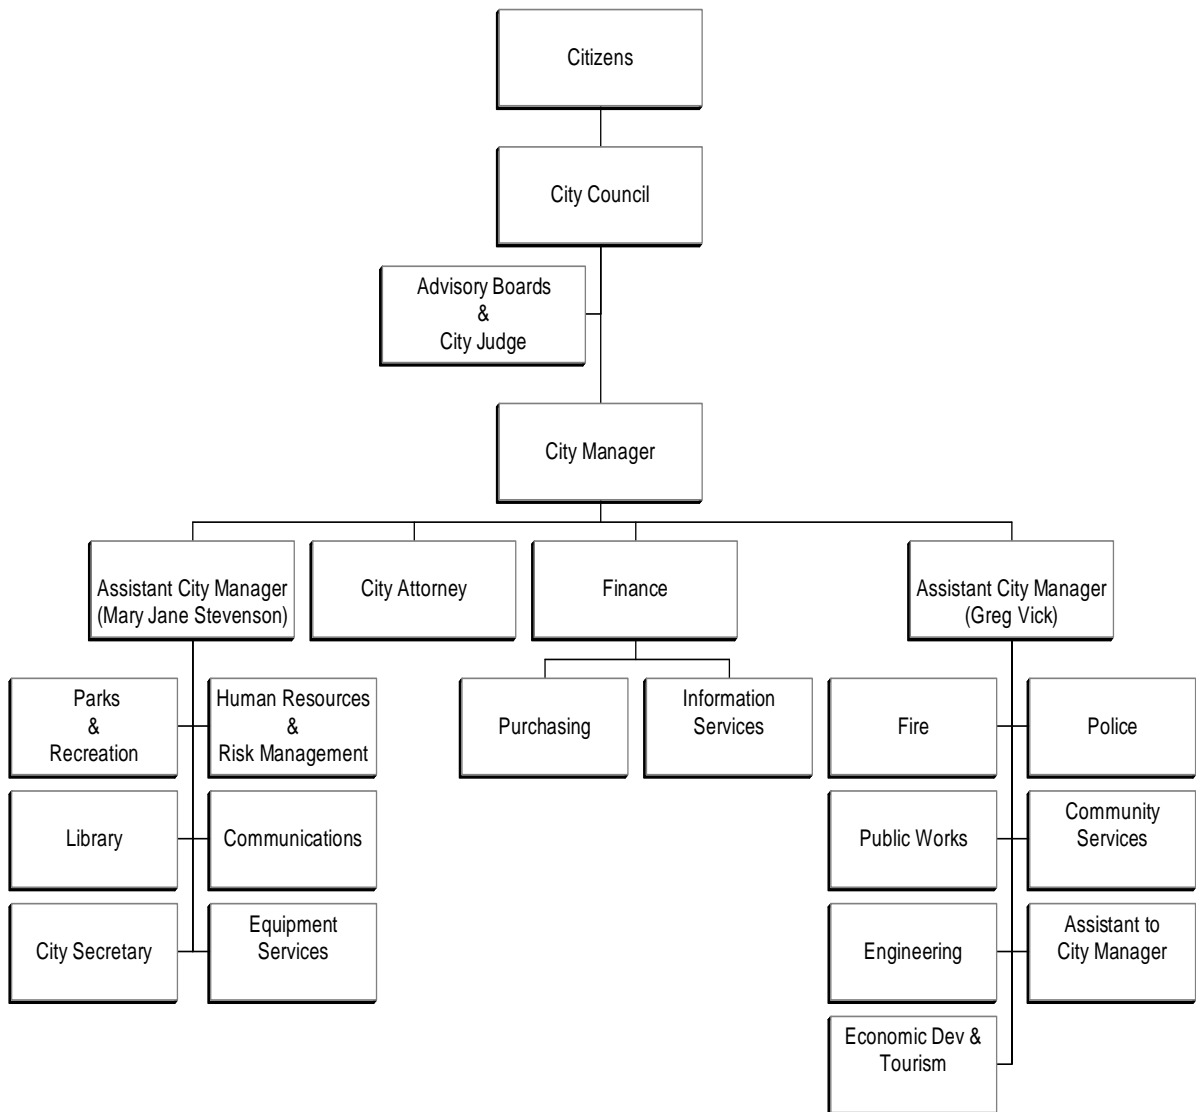 Citizens
City Council
Advisory Boards
&
City Judge
City Manager
Assistant City Manager
(Mary Jane Stevenson)
City Attorney
Finance
Assistant City Manager
(Greg Vick)
Parks
&
Recreation
Human Resources
&
Risk Management
Purchasing
Information
Services
Fire
Police
Library
Communications
Public Works
Community
Services
City Secretary
Equipment
Services
Engineering
Assistant to
City Manager
Economic Dev &
Tourism